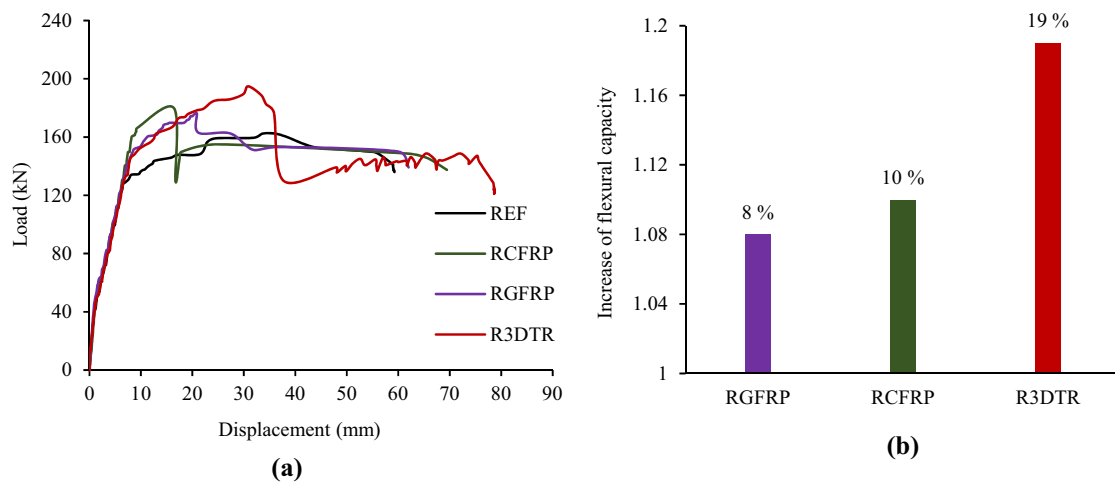 280
240
200
160
120
80
40
0
Load (kN)
0 10 20 30 40 50 60 70 80 90
Displacement (mm)
REF
RCFRP
RGFRP
R3DTR
(a)
1.2
1.16
1.12
1.08
1.04
1
Increase of flexural capacity
8 %
10 %
19 %
RGFRP RCFRP R3DTR
(b)